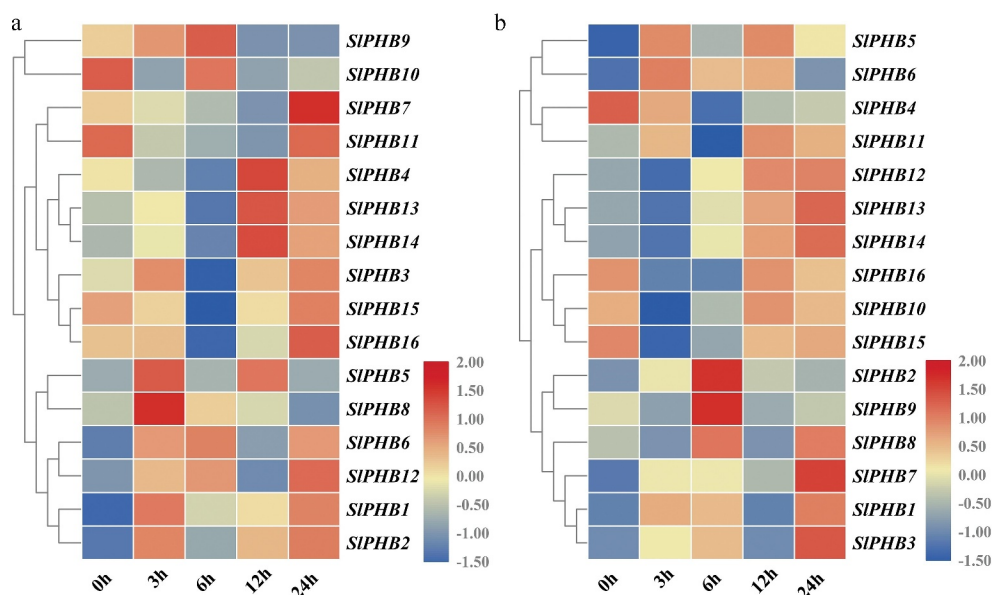 a
SlPHB9
SlPHB10
SlPHB7
SlPHB11
SlPHB4
SlPHB13
SlPHB14
SlPHB3
SlPHB15
SlPHB16
SlPHB5
SlPHB8
SlPHB6
SlPHB12
SlPHB1
SlPHB2
0h 3h 6h 12h 24h
2.00
1.50
1.00
0.50
0.00
-0.50
-1.00
-1.50
b
SlPHB5
SlPHB6
SlPHB4
SlPHB11
SlPHB12
SlPHB13
SlPHB14
SlPHB16
SlPHB10
SlPHB15
SlPHB2
SlPHB9
SlPHB8
SlPHB7
SlPHB1
SlPHB3
0h 3h 6h 12h 24h
2.00
1.50
1.00
0.50
0.00
-0.50
-1.00
-1.50